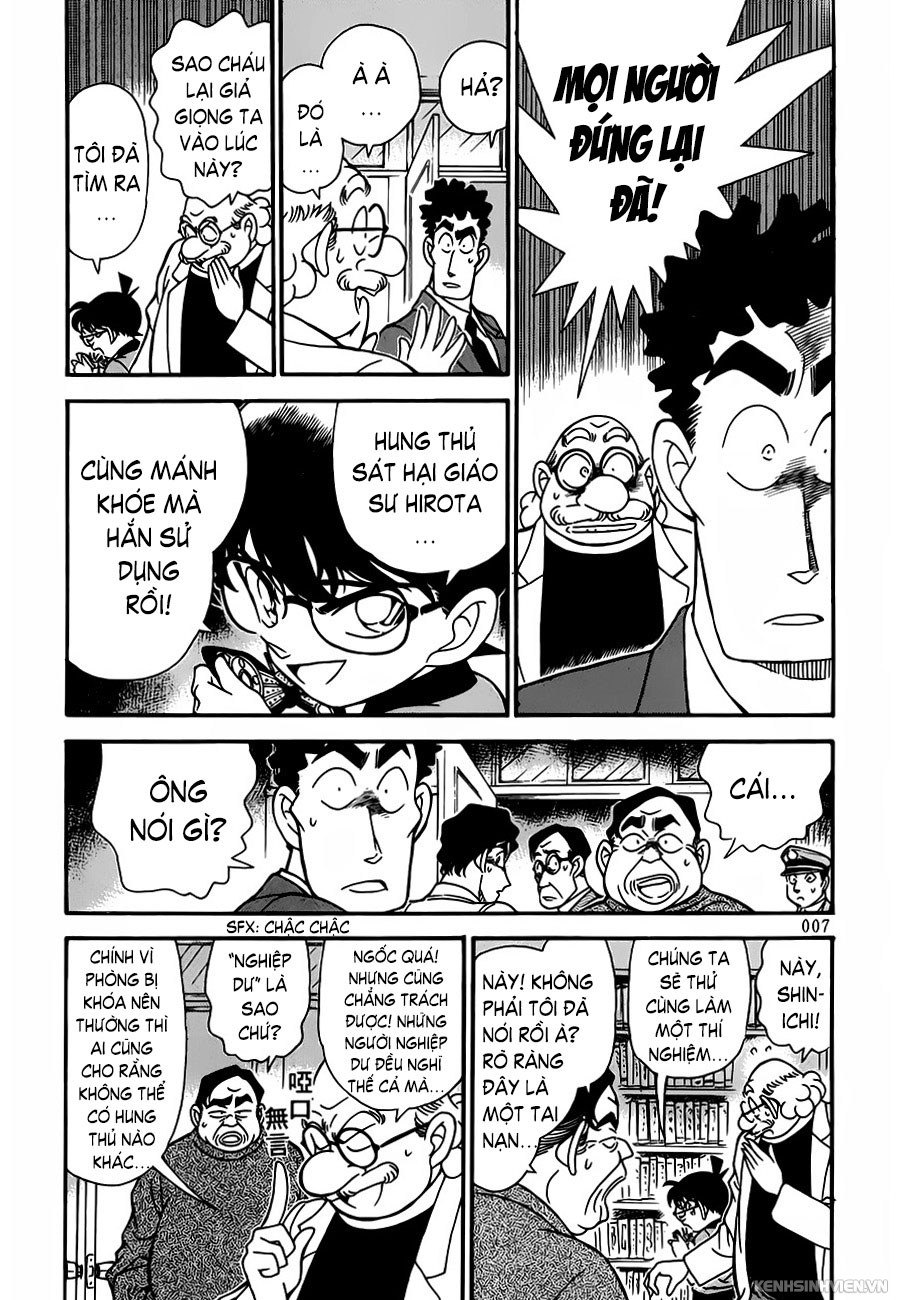 MỌI NGƯỜI
ĐỨNG LẠI
ĐÃ!
HẢ?
À À
...
ĐÓ
LÀ
...
SAO CHÁU
LẠI GIẢ
GIỌNG TA
VÀO LÚC
NÀY?
TÔI ĐÃ
TÌM RA
...
HUNG THỦ
SÁT HẠI GIÁO
SƯ HIROTA
...
CÙNG MÁNH
KHÓE MÀ
HẮN SỬ
DỤNG
RỒI!
CÁI...
ÔNG
NÓI GÌ?
SFX: CHẬC CHẬC
007
NÀY,
SHIN-
ICHI!
CHÚNG TA
SẼ THỬ
CÙNG LÀM
MỘT THÍ
NGHIỆM...
NÀY! KHÔNG
PHẢI TÔI ĐÃ
NÓI RỒI À?
RỎ RÀNG
ĐÂY LÀ
MỘT TAI
NẠN...
NGỐC QUÁ!
NHƯNG CŨNG
CHẲNG TRÁCH
ĐƯỢC! NHỮNG
NGƯỜI NGHIỆP
DƯ ĐỀU NGHĨ
THẾ CẢ MÀ...
"NGHIỆP
DƯ" LÀ
SAO
CHỨ?
CHÍNH VÌ
PHÒNG BỊ
KHÓA NÊN
THƯỜNG THÌ
AI CŨNG
CHO RẰNG
KHÔNG THỂ
CÓ HUNG
THỦ NÀO
KHÁC...
啞口
無言
KENHSINHVIEN.VN